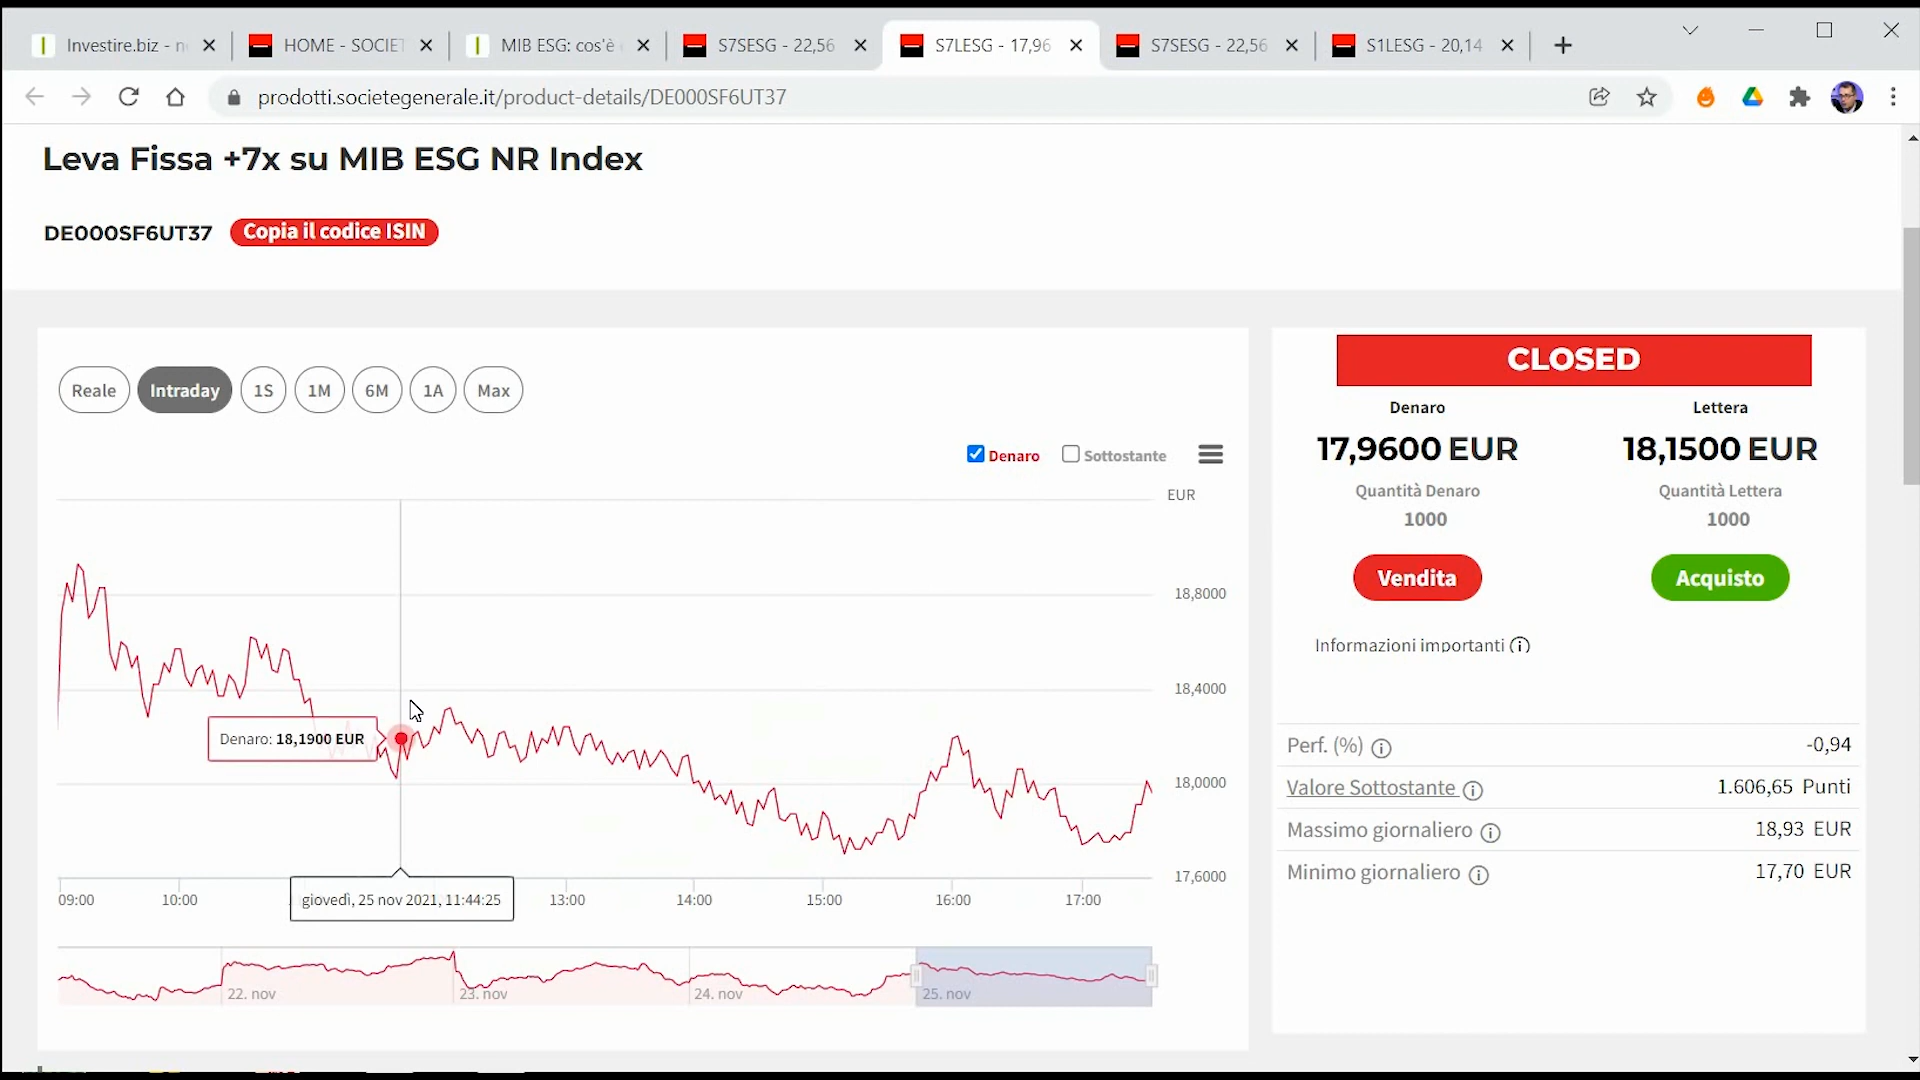 Investire.biz - n
HOME - SOCIET
MIB ESG: cos'è
S7SESG - 22,56
S7LESG - 17,96
S7SESG - 22,56
S1LESG - 20,14
prodotti.societegenerale.it/product-details/DE000SF6UT37
Leva Fissa +7x su MIB ESG NR Index
DE000SF6UT37 Copia il codice ISIN
Reale Intraday 1S 1M 6M 1A Max
Denaro Sottostante
EUR
18,8000
18,4000
18,0000
17,6000
Denaro: 18,1900 EUR
giovedì, 25 nov 2021, 11:44:25
09:00 10:00 13:00 14:00 15:00 16:00 17:00
22. nov 23. nov 24. nov 25. nov
CLOSED
Denaro Lettera
17,9600 EUR 18,1500 EUR
Quantità Denaro Quantità Lettera
1000 1000
Vendita Acquisto
Informazioni importanti
Perf. (%) -0,94
Valore Sottostante 1.606,65 Punti
Massimo giornaliero 18,93 EUR
Minimo giornaliero 17,70 EUR